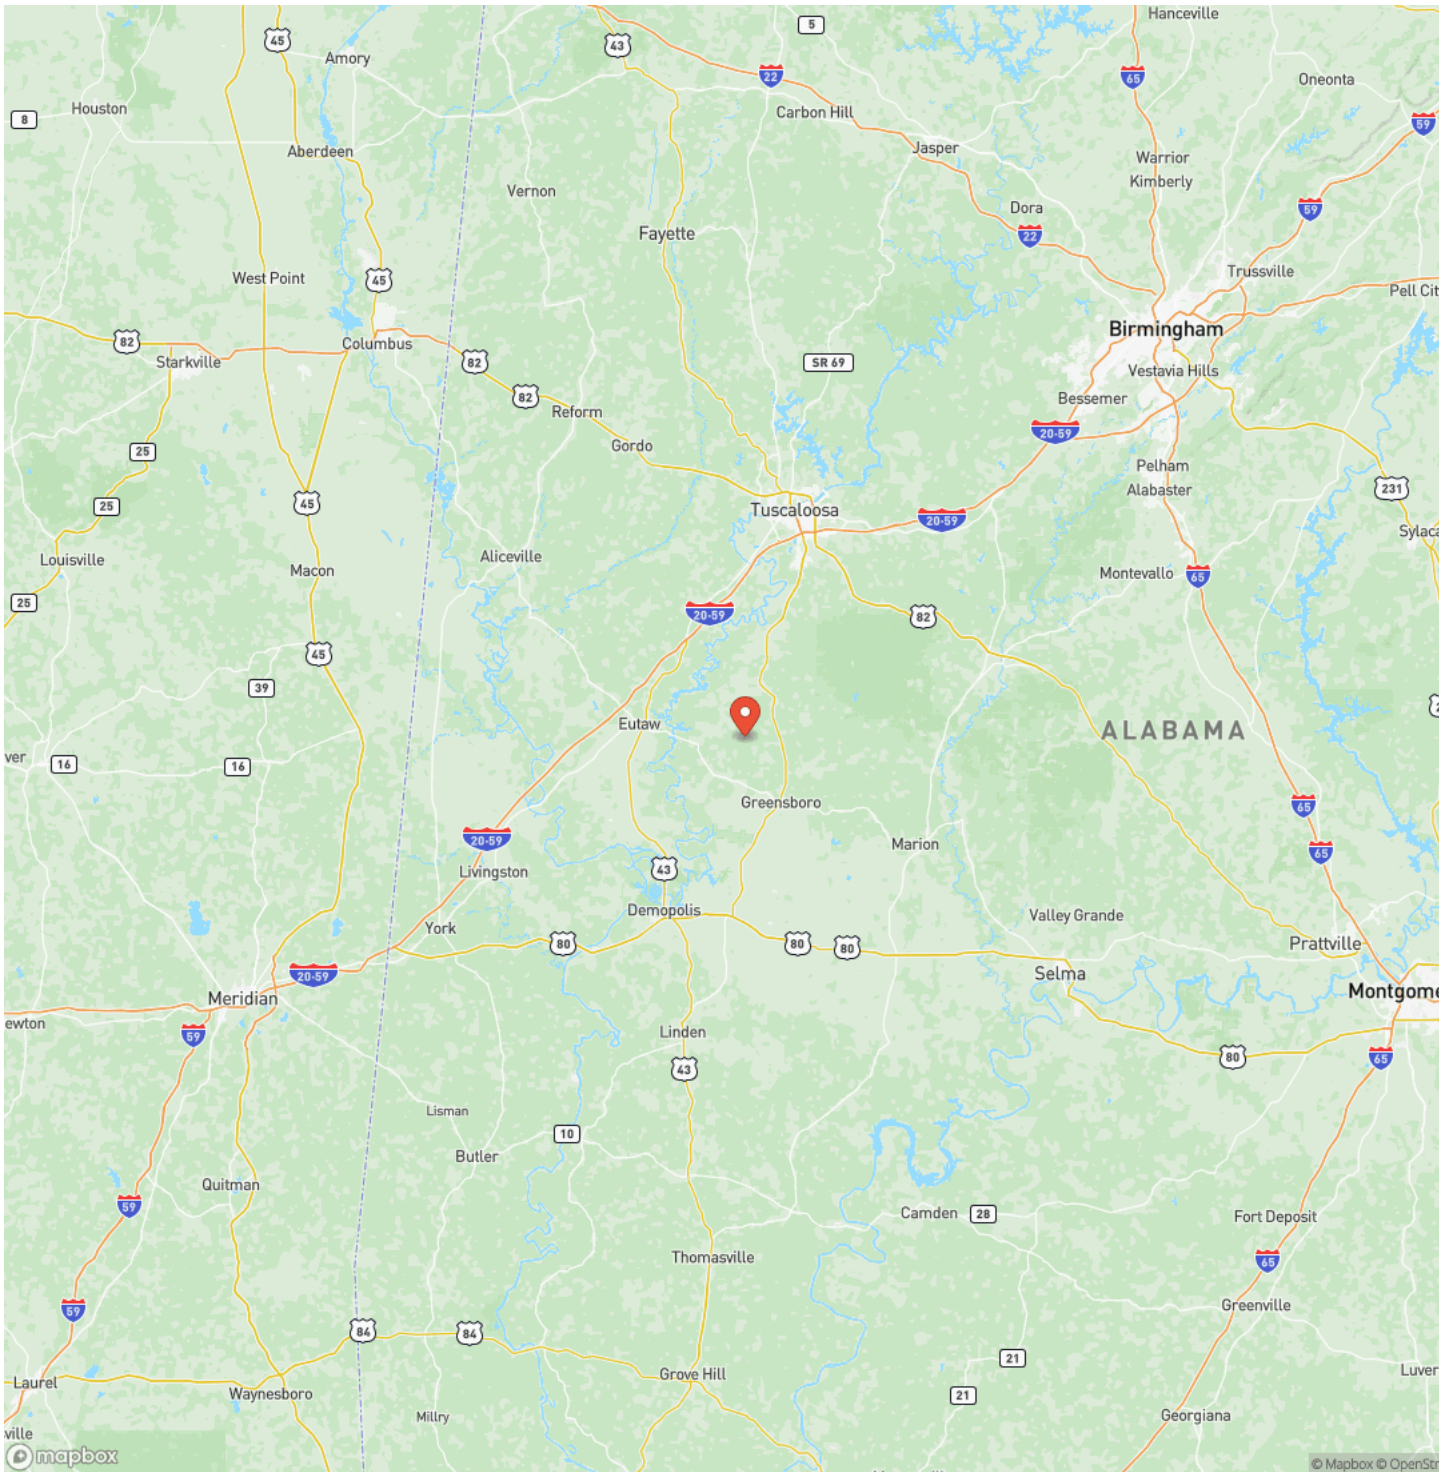 Hanceville
5
45
43
Amory
22
65
Oneonta
Houston
Carbon Hill
8
59
Aberdeen
Jasper
Warrior
Kimberly
Vernon
Dora
59
Fayette
22
Trussville
West Point
45
Pell Cit
Birmingham
82
Columbus
Starkville
82
SR 69
Vestavia Hills
82
Bessemer
Reform
20-59
Gordo
25
Pelham
Alabaster
231
45
25
Tuscaloosa
20-59
Sylaca
Aliceville
Louisville
Macon
Montevallo
65
25
20-59
82
45
39
Eutaw
ALABAMA
ver
16
16
Greensboro
65
20-59
Marion
65
Livingston
43
Demopolis
Valley Grande
York
80
80
80
Prattville
20-59
Selma
Meridian
Montgome
ewton
59
Linden
80
65
43
Lisman
10
Butler
Quitman
59
Camden
28
Fort Deposit
Thomasville
65
59
Greenville
84
84
21
Laurel
Grove Hill
Luver
Waynesboro
21
Millry
Georgiana
ville
mapbox
© Mapbox © OpenStr